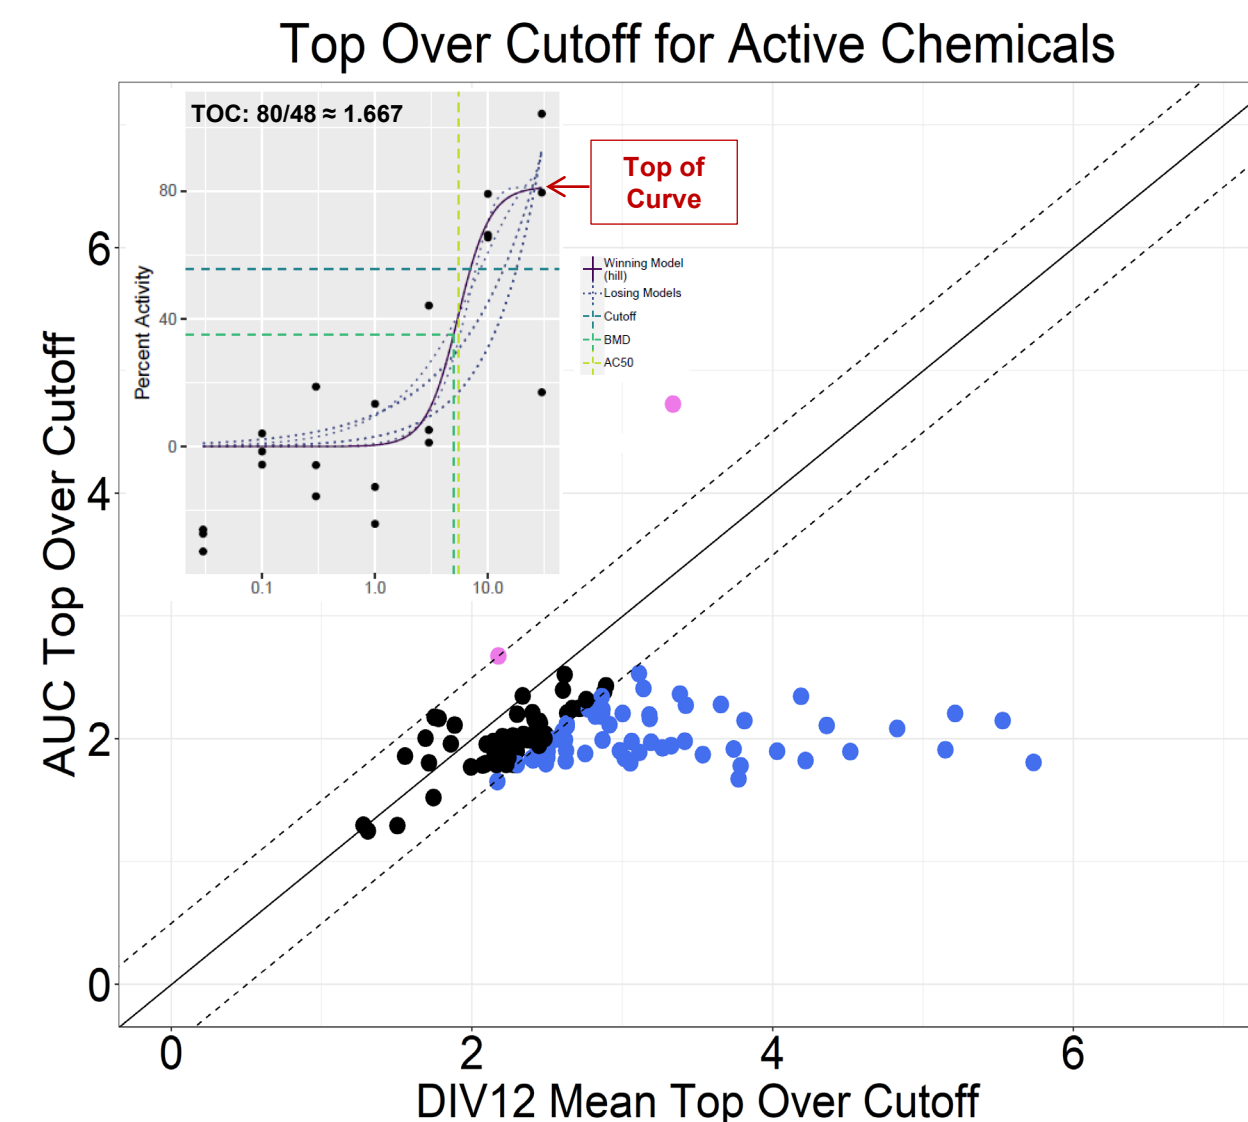 Top Over Cutoff for Active Chemicals
TOC: 80/48 ≈ 1.667
Top of
Curve
80
40
0
Percent Activity
0.1
1.0
10.0
Winning Model
(hill)
Losing Models
Cutoff
BMD
AC50
AUC Top Over Cutoff
6
4
2
0
0
2
4
6
DIV12 Mean Top Over Cutoff